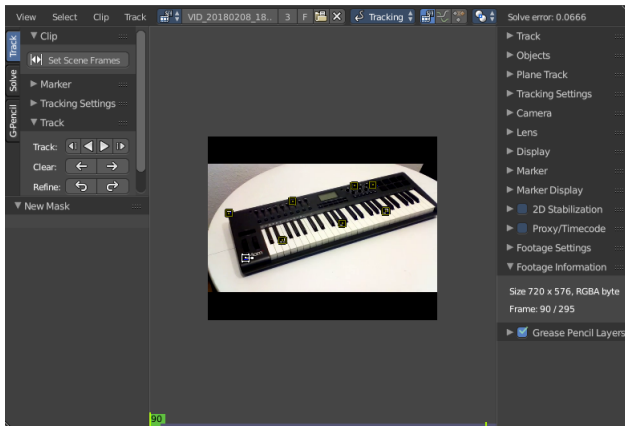 View Select Clip Track VID_20180208_18.. 3 F Tracking Solve error: 0.0666
Track
Solve
G-Pencil
Clip
Set Scene Frames
Marker
Tracking Settings
Track
Track:
Clear:
Refine:
New Mask
90
Track
Objects
Plane Track
Tracking Settings
Camera
Lens
Display
Marker
Marker Display
2D Stabilization
Proxy/Timecode
Footage Settings
Footage Information
Size 720 x 576, RGBA byte
Frame: 90 / 295
Grease Pencil Layers